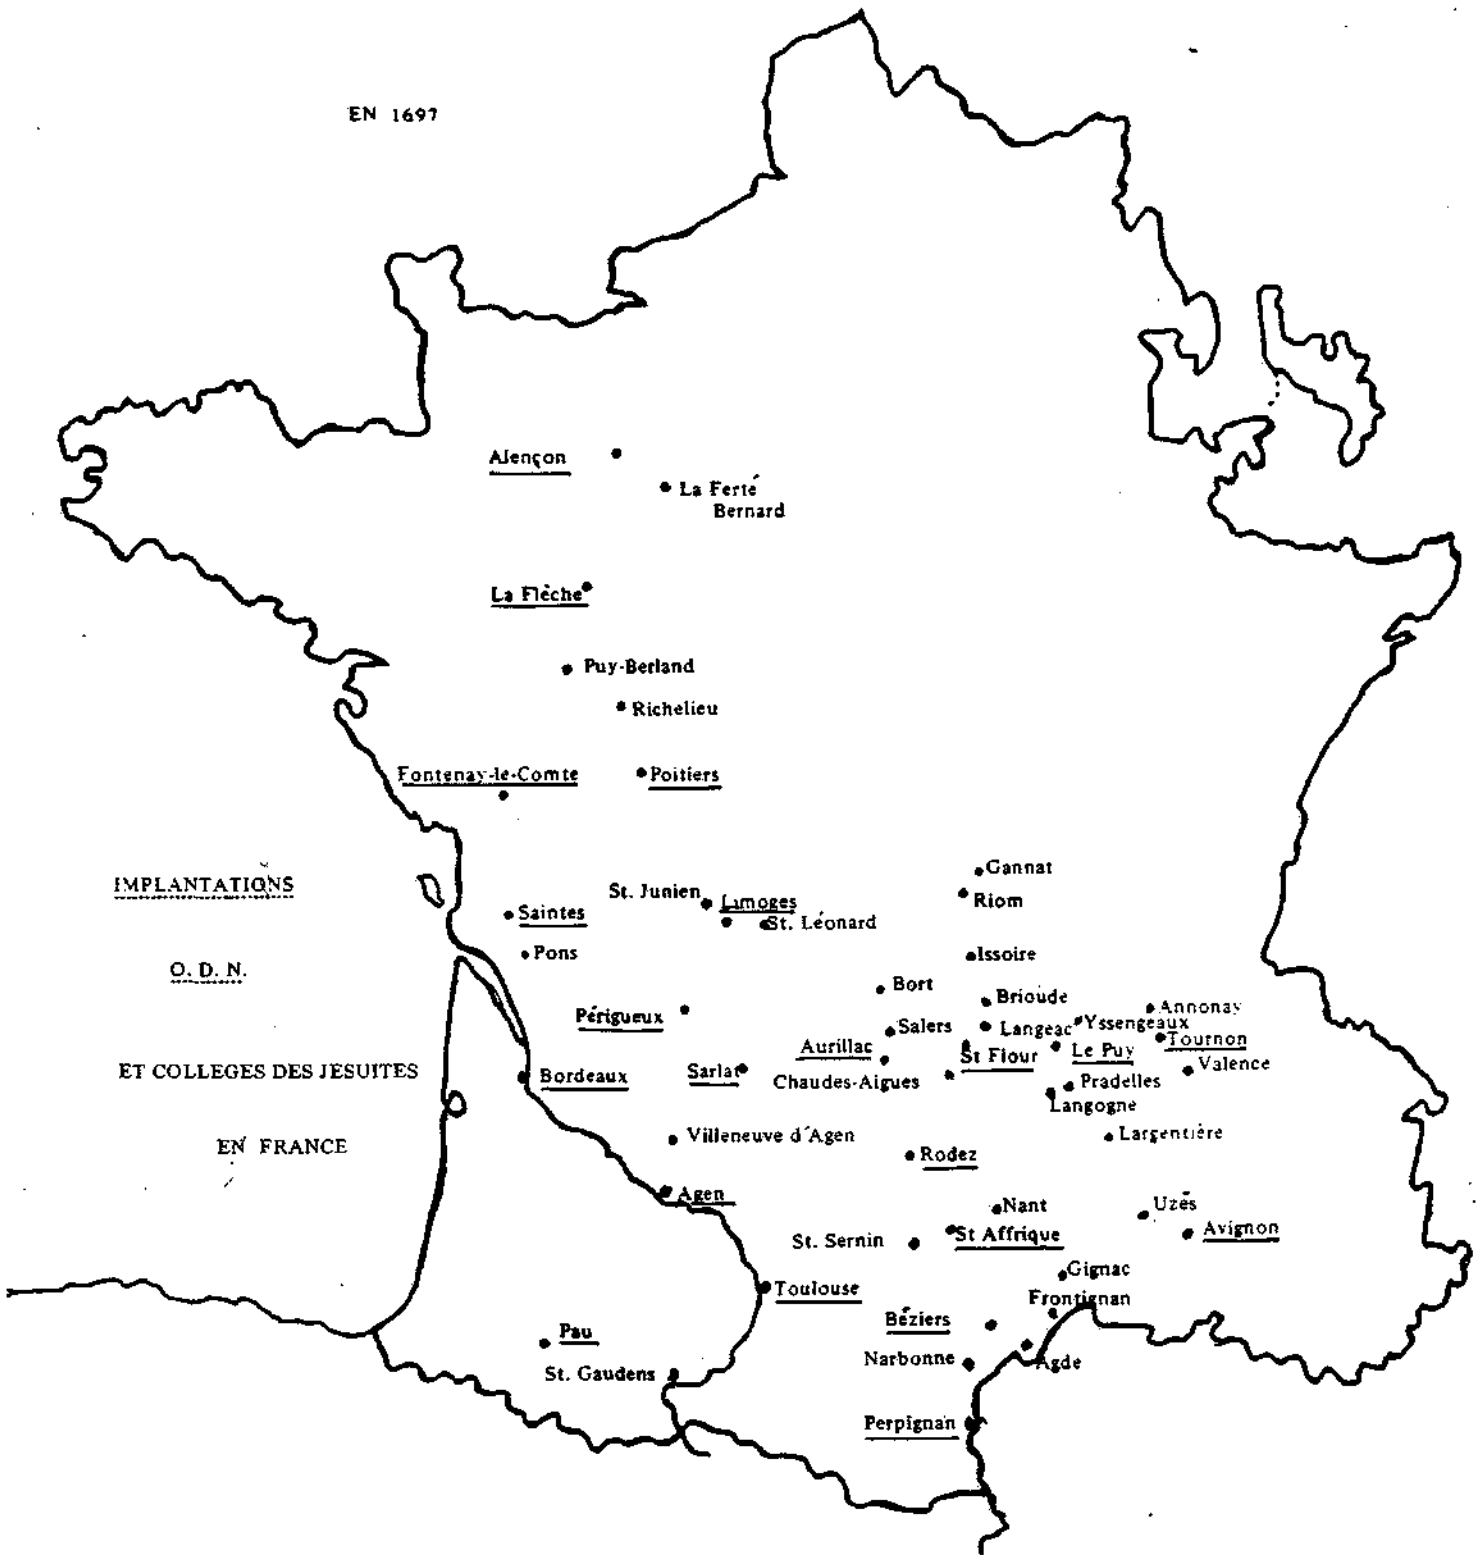 EN 1697
Alençon
La Ferté
Bernard
La Flèche
Puy-Berland
Richelieu
Fontenay-le-Comte
Poitiers
Gannat
IMPLANTATIONS
St. Junien
Limoges
Riom
Saintes
St. Léonard
Pons
Issoire
O. D. N.
Bort
Brioude
Annonay
Périgueux
Salers
Langeac
Yssengeaux
Tournon
Aurillac
St Flour
Le Puy
ET COLLEGES DES JESUITES
Bordeaux
Sarlat
Chaudes-Aigues
Valence
Pradelles
Langogne
EN FRANCE
Villeneuve d'Agen
Largentière
Rodez
Agen
Nant
Uzés
St. Sernin
St Affrique
Avignon
Gignac
Toulouse
Frontignan
Béziers
Pau
Narbonne
Agde
St. Gaudens
Perpignan